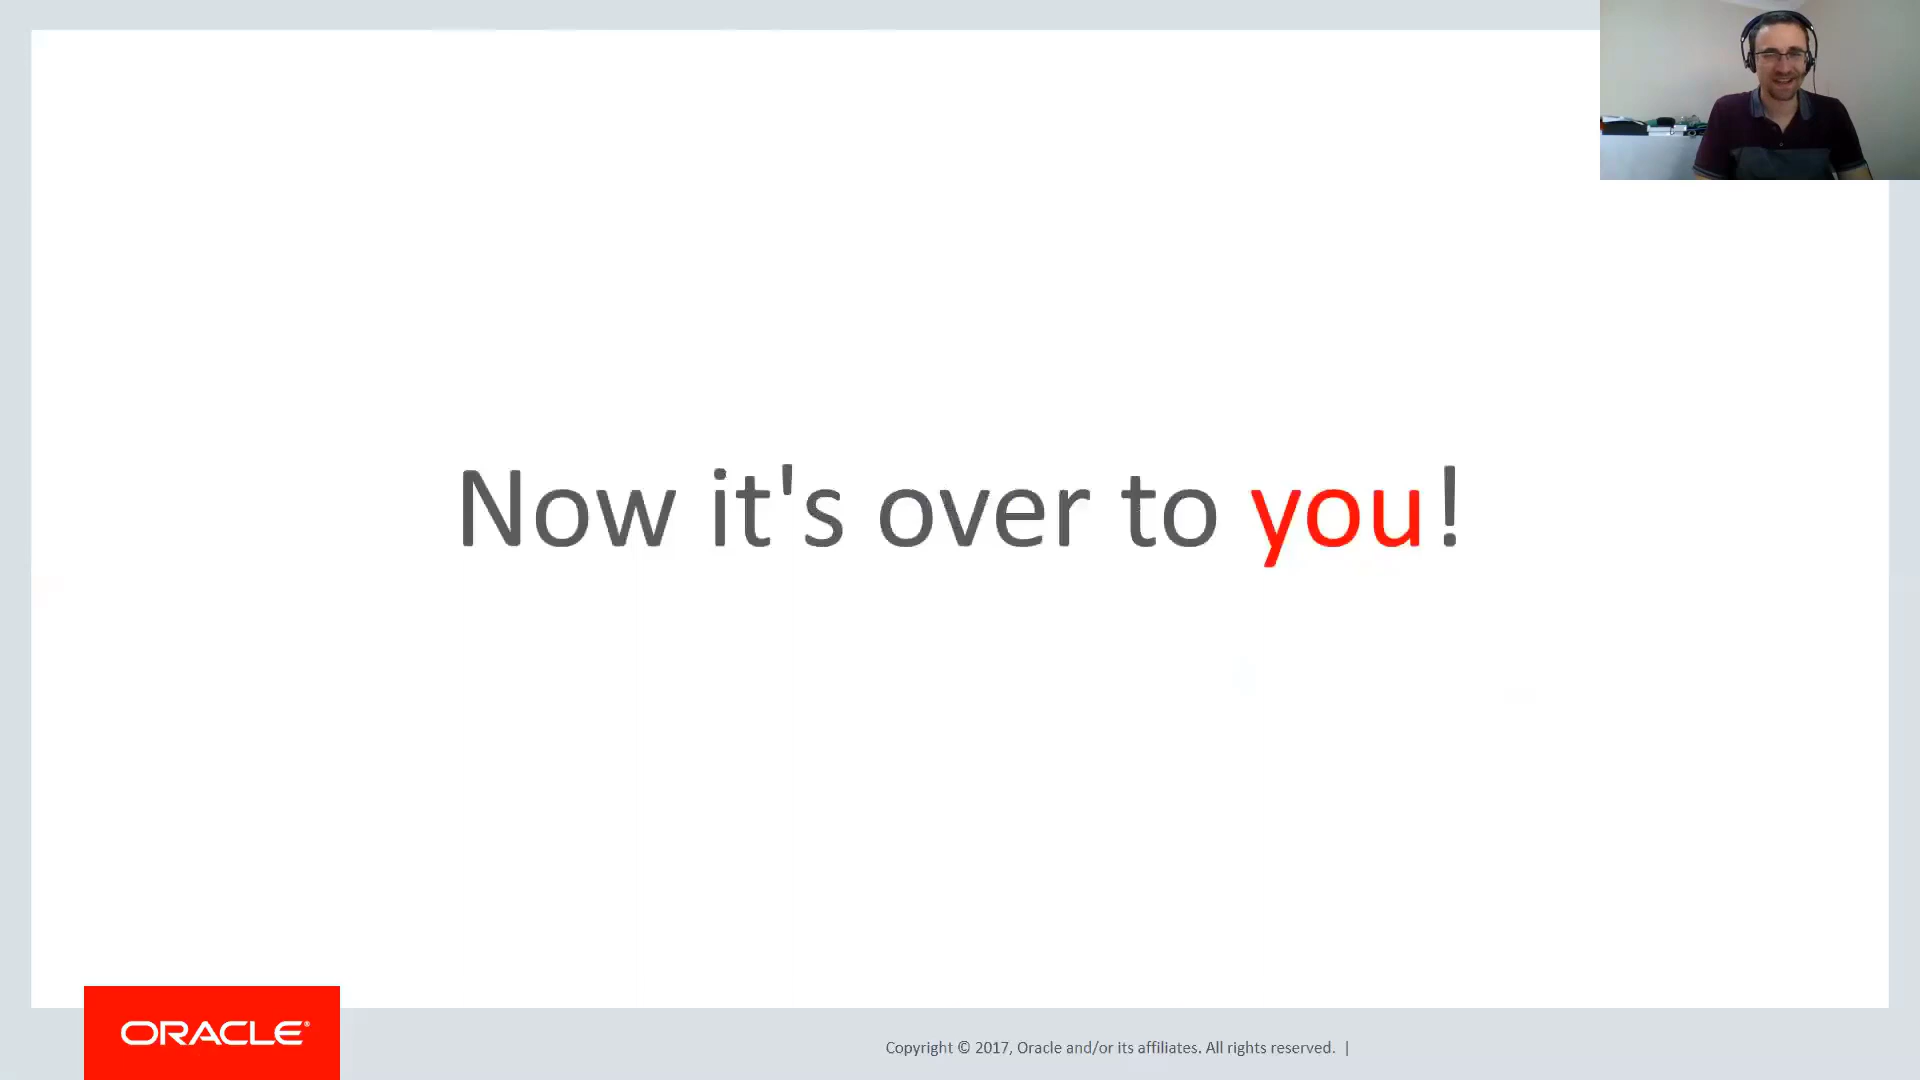 Now it's over to you!
ORACLE®
Copyright © 2017, Oracle and/or its affiliates. All rights reserved. |